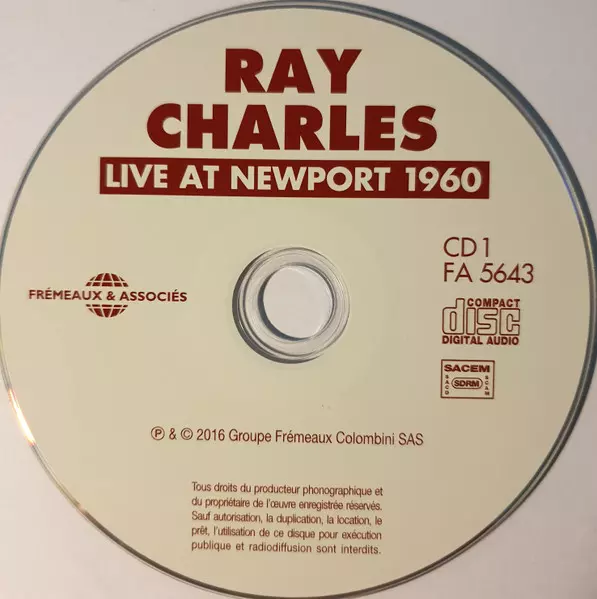 RAY
CHARLES
LIVE AT NEWPORT 1960
CD 1
FA 5643
FRÉMEAUX & ASSOCIÉS
COMPACT
disc
DIGITAL AUDIO
SACEM
SACD
SDRM
SCAM
℗ & © 2016 Groupe Frémeaux Colombini SAS
Tous droits du producteur phonographique et
du propriétaire de l'œuvre enregistrée réservés.
Sauf autorisation, la duplication, la location, le
prêt, l'utilisation de ce disque pour exécution
publique et radiodiffusion sont interdits.